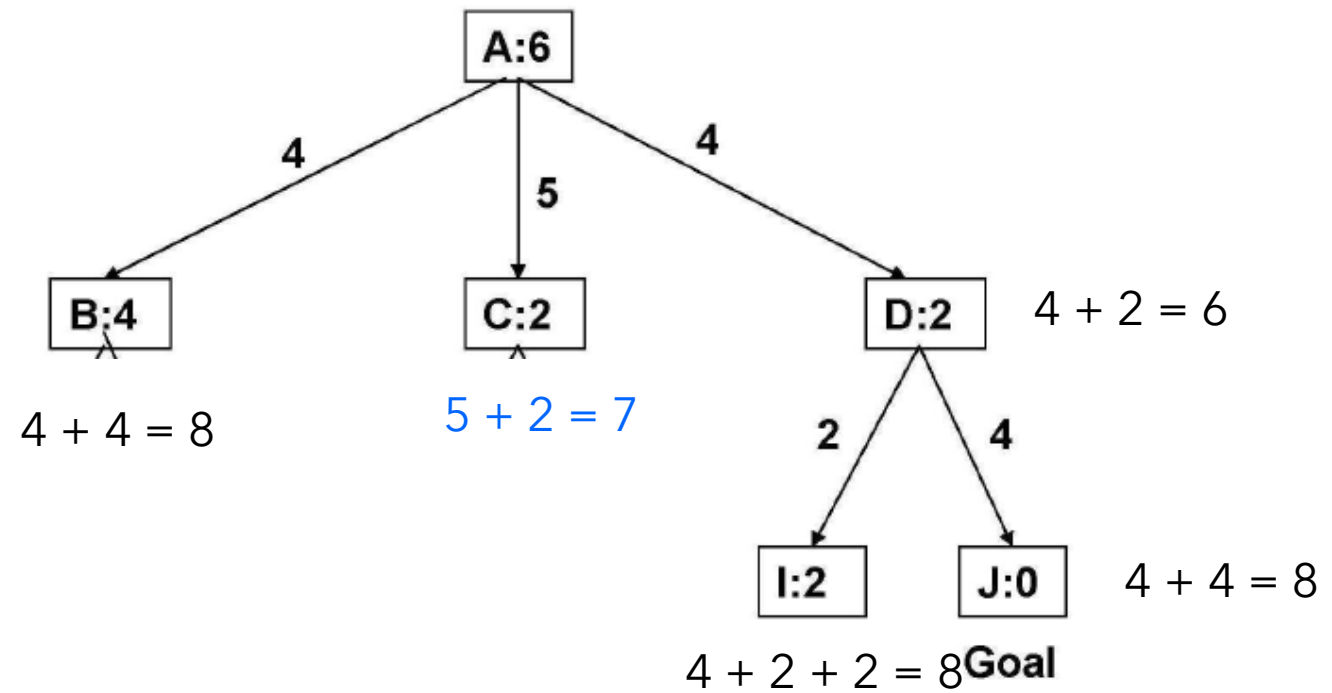 A:6
4
5
4
B:4
C:2
D:2
4 + 2 = 6
4 + 4 = 8
5 + 2 = 7
2
4
I:2
J:0
4 + 4 = 8
4 + 2 + 2 = 8
Goal